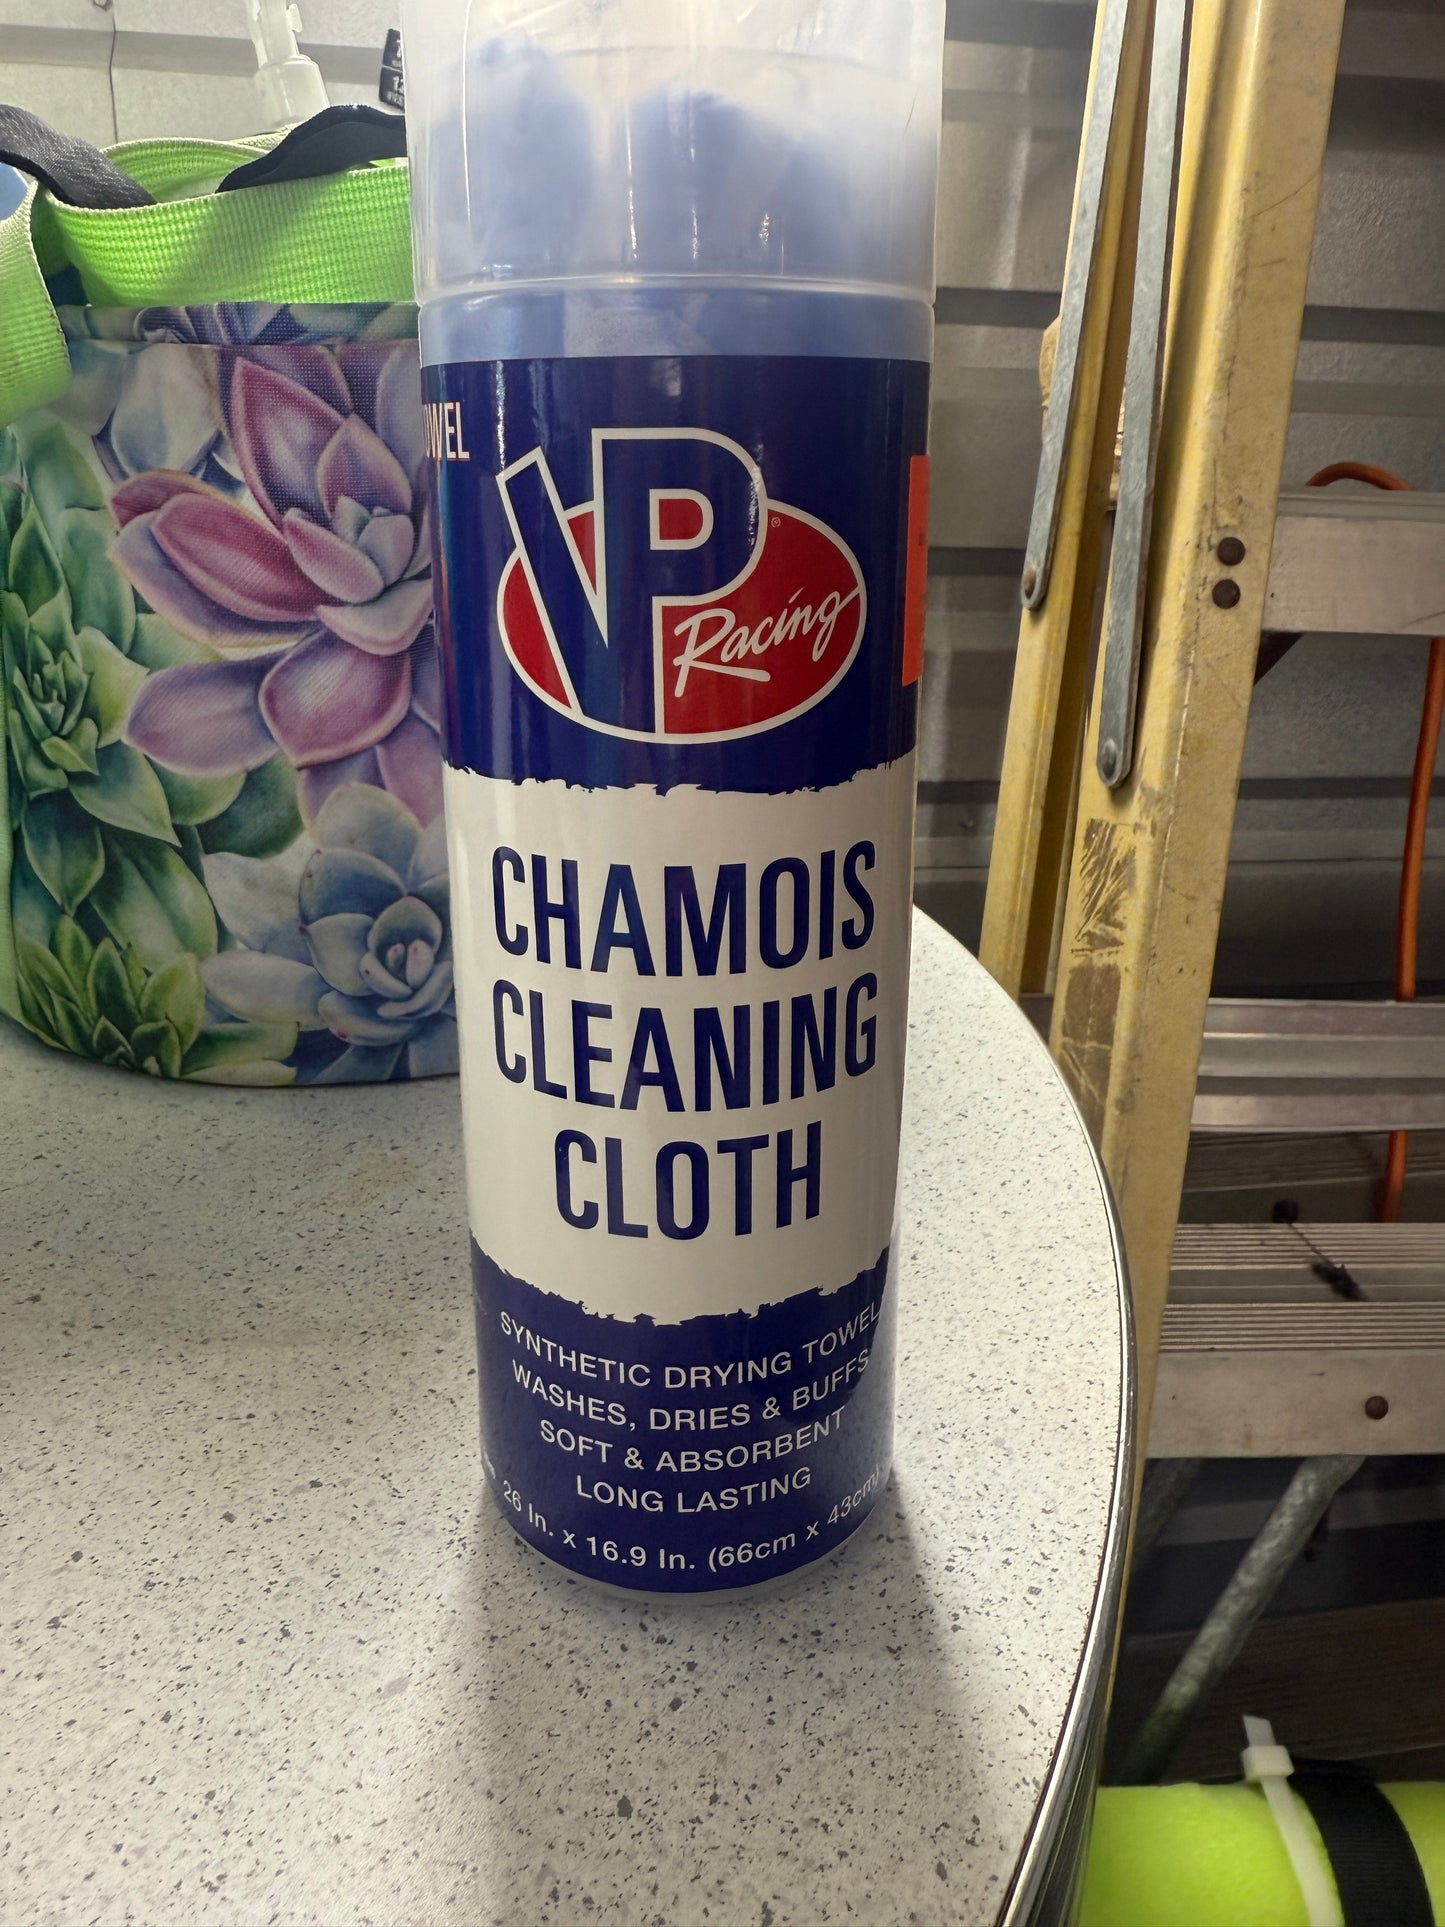 VP
Racing
®
CHAMOIS
CLEANING
CLOTH
SYNTHETIC DRYING TOWEL
WASHES, DRIES & BUFFS
SOFT & ABSORBENT
LONG LASTING
26 In. x 16.9 In. (66cm x 43cm)